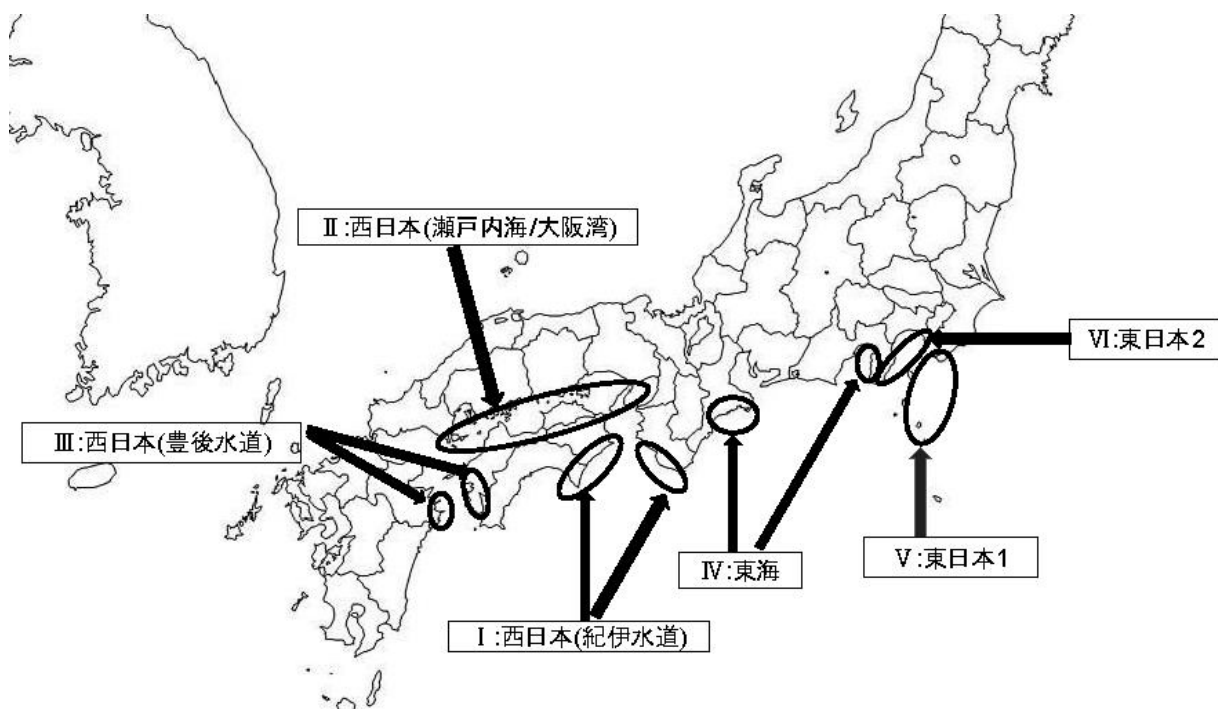 Ⅱ:西日本(瀬戸内海/大阪湾)
Ⅵ:東日本2
Ⅲ:西日本(豊後水道)
Ⅳ:東海
Ⅴ:東日本1
Ⅰ:西日本(紀伊水道)